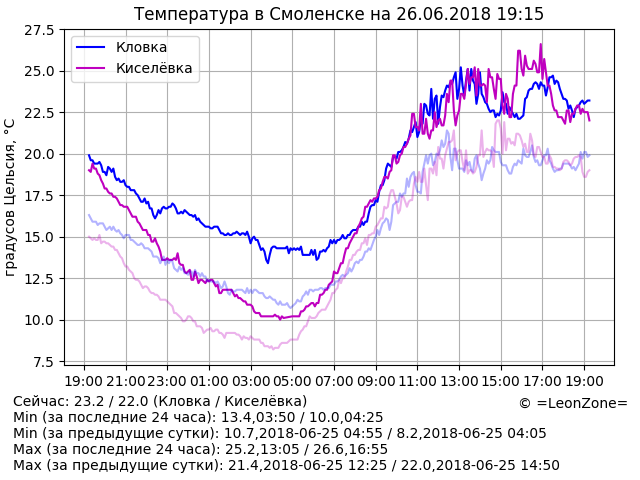 Температура в Смоленске на 26.06.2018 19:15
27.5
25.0
22.5
20.0
17.5
15.0
12.5
10.0
7.5
градусов Цельсия, °С
Кловка
Киселёвка
19:00 21:00 23:00 01:00 03:00 05:00 07:00 09:00 11:00 13:00 15:00 17:00 19:00
Сейчас: 23.2 / 22.0 (Кловка / Киселёвка)
© =LeonZone=
Min (за последние 24 часа): 13.4,03:50 / 10.0,04:25
Min (за предыдущие сутки): 10.7,2018-06-25 04:55 / 8.2,2018-06-25 04:05
Max (за последние 24 часа): 25.2,13:05 / 26.6,16:55
Max (за предыдущие сутки): 21.4,2018-06-25 12:25 / 22.0,2018-06-25 14:50